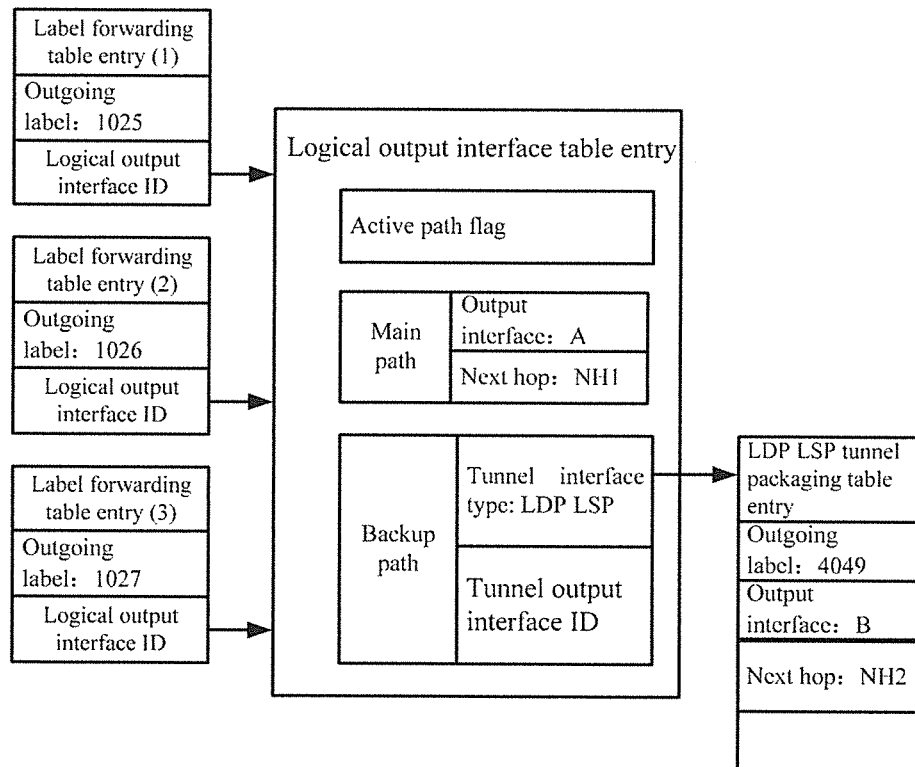 Label forwarding
table entry (1)
Outgoing
label：1025
Logical output
interface ID
Label forwarding
table entry (2)
Outgoing
label：1026
Logical output
interface ID
Label forwarding
table entry (3)
Outgoing
label：1027
Logical output
interface ID
Logical output interface table entry
Active path flag
Main
path
Output
interface：A
Next hop：NH1
Backup
path
Tunnel interface
type: LDP LSP
Tunnel output
interface ID
LDP LSP tunnel
packaging table
entry
Outgoing
label：4049
Output
interface：B
Next hop：NH2